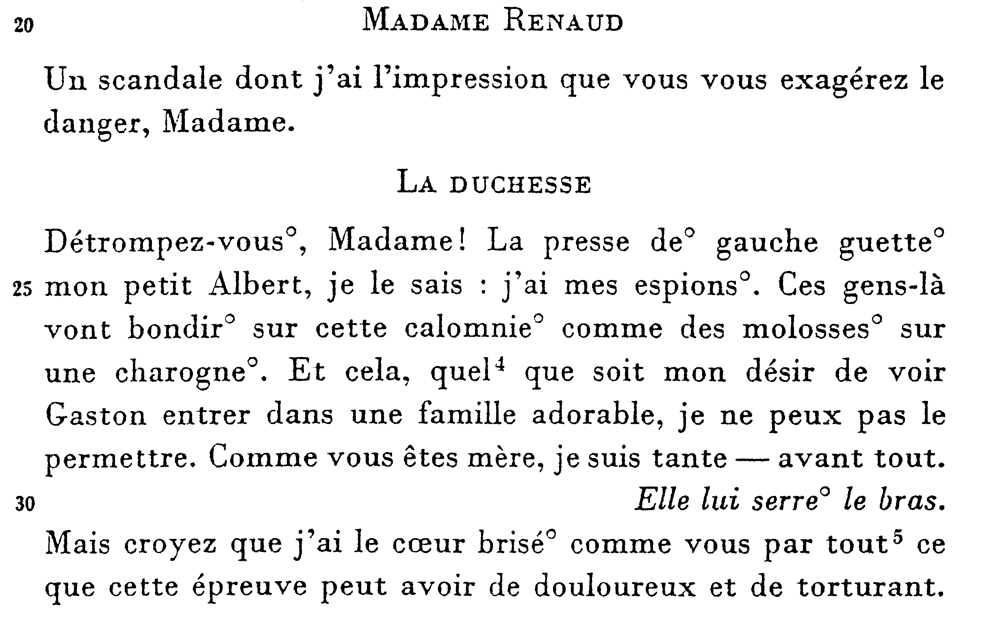 20 MADAME RENAUD
Un scandale dont j'ai l'impression que vous vous exagérez le
danger, Madame.
LA DUCHESSE
Détrompez-vous°, Madame! La presse de° gauche guette°
25 mon petit Albert, je le sais : j'ai mes espions°. Ces gens-là
vont bondir° sur cette calomnie° comme des molosses° sur
une charogne°. Et cela, quel⁴ que soit mon désir de voir
Gaston entrer dans une famille adorable, je ne peux pas le
permettre. Comme vous êtes mère, je suis tante — avant tout.
30 Elle lui serre° le bras.
Mais croyez que j'ai le cœur brisé° comme vous par tout⁵ ce
que cette épreuve peut avoir de douloureux et de torturant.